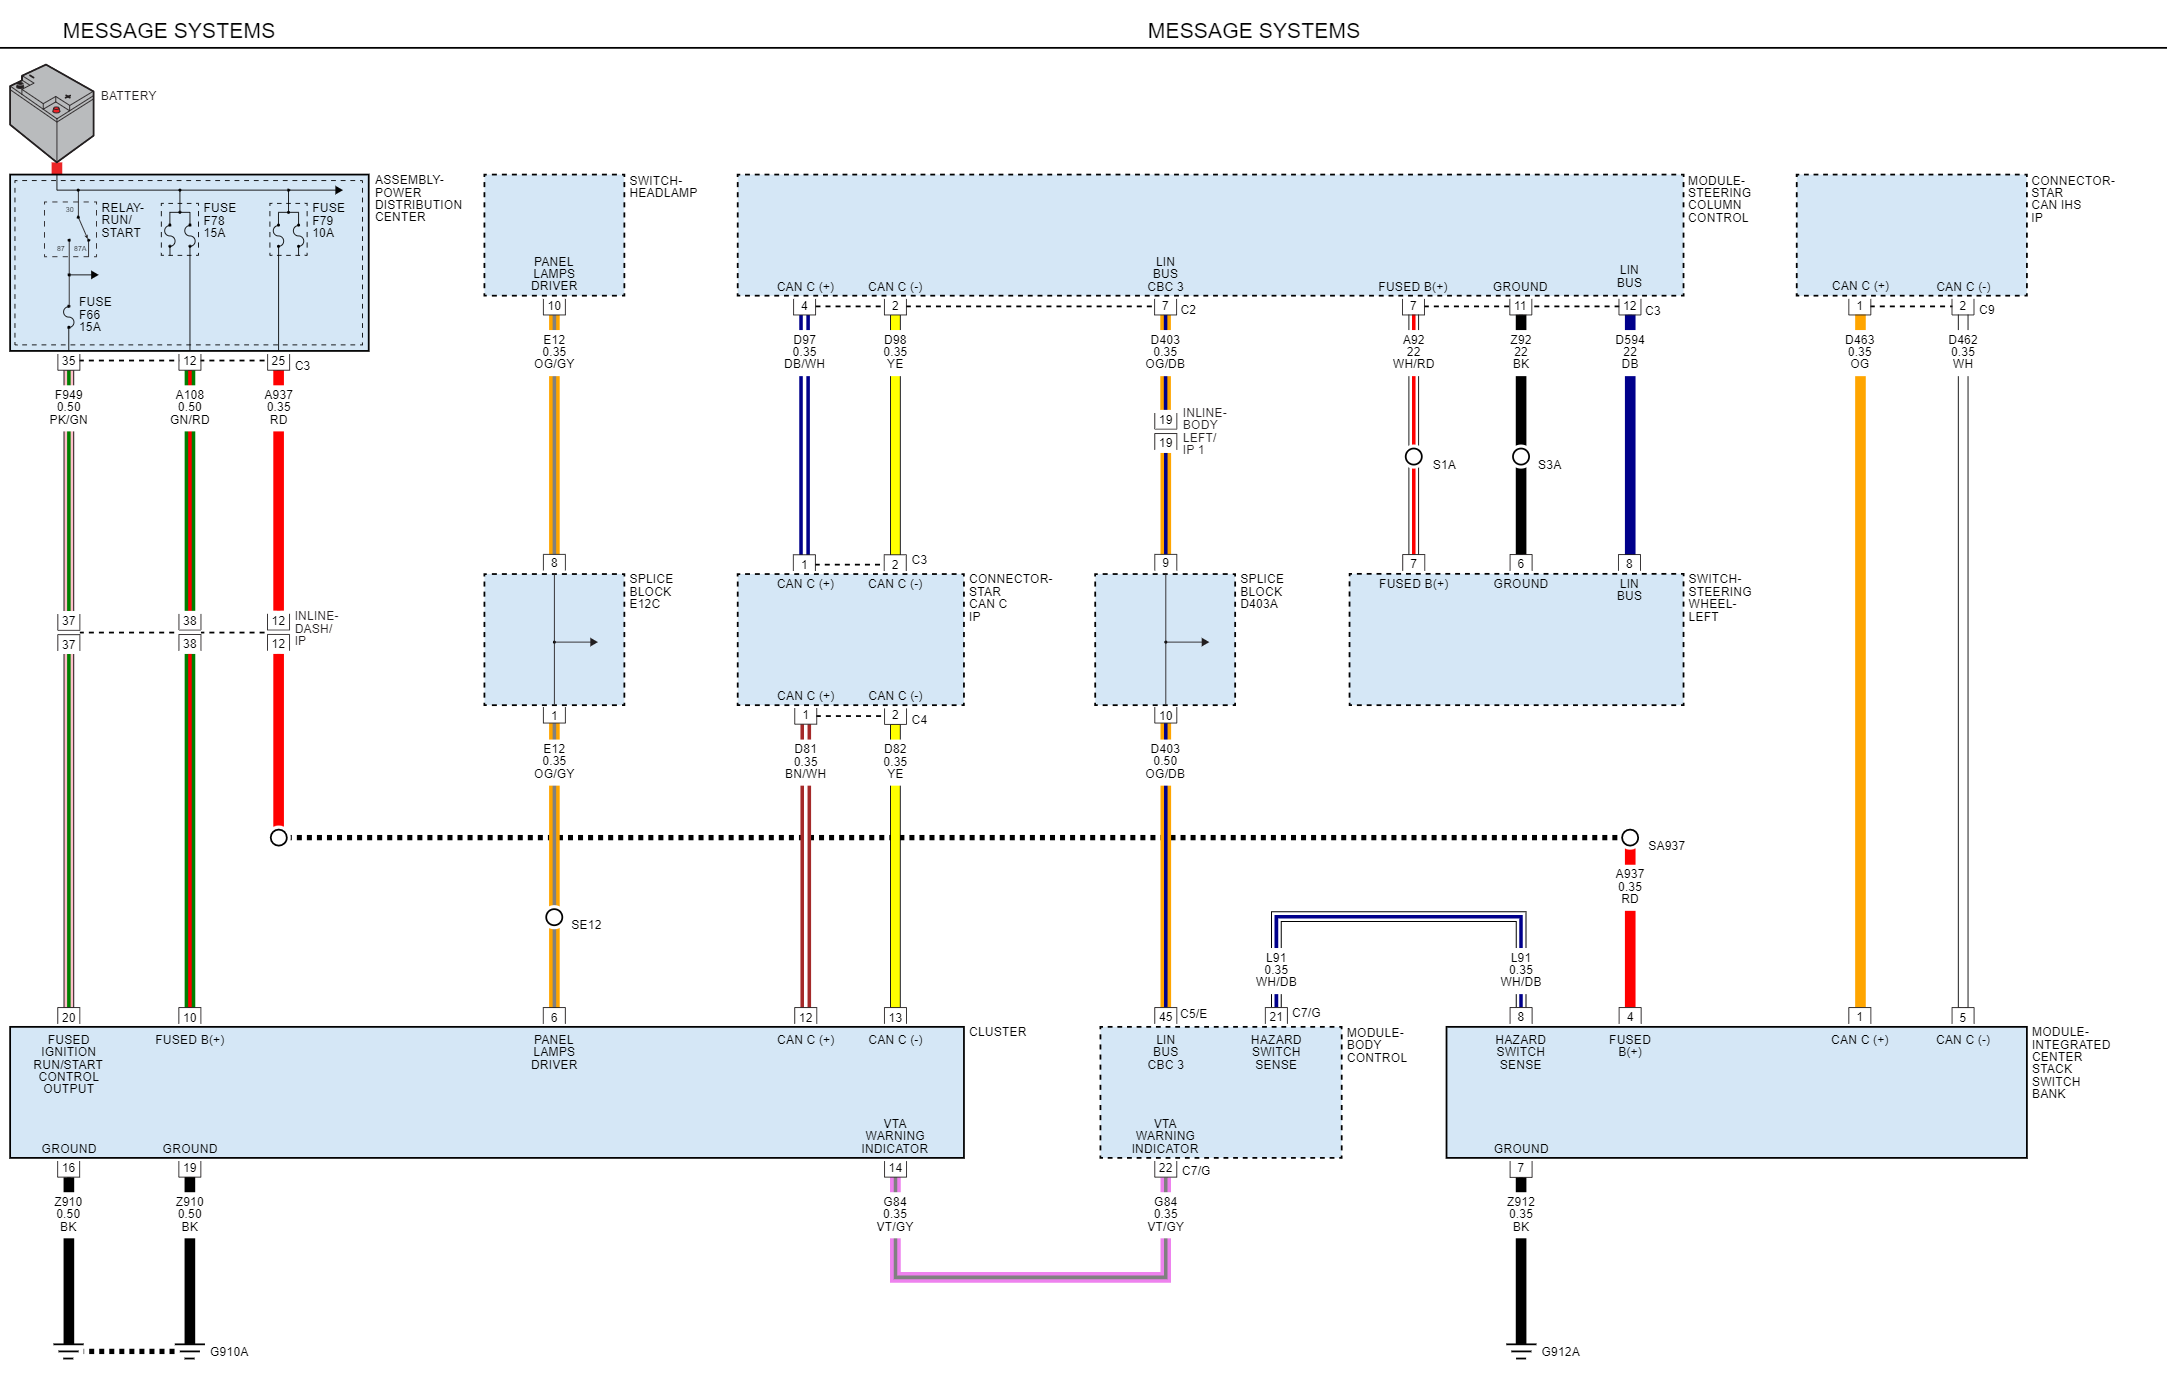 MESSAGE SYSTEMS
MESSAGE SYSTEMS
BATTERY
ASSEMBLY-
POWER
DISTRIBUTION
CENTER
30
87
87A
RELAY-
RUN/
START
FUSE
F78
15A
FUSE
F79
10A
FUSE
F66
15A
35
12
25
C3
F949
0.50
PK/GN
A108
0.50
GN/RD
A937
0.35
RD
37
38
12
37
38
12
INLINE-
DASH/
IP
SWITCH-
HEADLAMP
PANEL
LAMPS
DRIVER
10
E12
0.35
OG/GY
8
SPLICE
BLOCK
E12C
1
E12
0.35
OG/GY
SE12
MODULE-
STEERING
COLUMN
CONTROL
CAN C (+)
CAN C (-)
LIN
BUS
CBC 3
FUSED B(+)
GROUND
LIN
BUS
4
2
7
C2
7
11
12
C3
D97
0.35
DB/WH
D98
0.35
YE
D403
0.35
OG/DB
A92
22
WH/RD
Z92
22
BK
D594
22
DB
19
19
INLINE-
BODY
LEFT/
IP 1
S1A
S3A
1
2
C3
CAN C (+)
CAN C (-)
CONNECTOR-
STAR
CAN C
IP
CAN C (+)
CAN C (-)
1
2
C4
D81
0.35
BN/WH
D82
0.35
YE
9
SPLICE
BLOCK
D403A
10
D403
0.50
OG/DB
7
6
8
FUSED B(+)
GROUND
LIN
BUS
SWITCH-
STEERING
WHEEL-
LEFT
CONNECTOR-
STAR
CAN IHS
IP
CAN C (+)
CAN C (-)
1
2
C9
D463
0.35
OG
D462
0.35
WH
SA937
A937
0.35
RD
L91
0.35
WH/DB
L91
0.35
WH/DB
20
10
6
12
13
FUSED
IGNITION
RUN/START
CONTROL
OUTPUT
FUSED B(+)
PANEL
LAMPS
DRIVER
CAN C (+)
CAN C (-)
CLUSTER
GROUND
GROUND
VTA
WARNING
INDICATOR
16
19
14
Z910
0.50
BK
Z910
0.50
BK
G84
0.35
VT/GY
G910A
45
C5/E
21
C7/G
LIN
BUS
CBC 3
HAZARD
SWITCH
SENSE
MODULE-
BODY
CONTROL
VTA
WARNING
INDICATOR
22
C7/G
G84
0.35
VT/GY
8
4
1
5
HAZARD
SWITCH
SENSE
FUSED
B(+)
CAN C (+)
CAN C (-)
MODULE-
INTEGRATED
CENTER
STACK
SWITCH
BANK
GROUND
7
Z912
0.35
BK
G912A